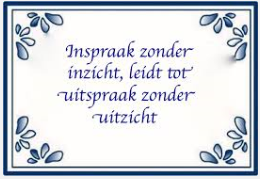 Inspraak zonder
inzicht, leidt tot
uitspraak zonder
uitzicht